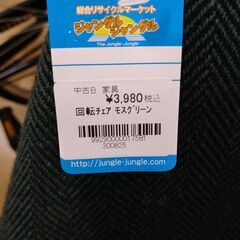 総合リサイクルマーケット
ジャングル
ジャングル
The Jungle-Jungle
中古B 家具
¥3,980税込
回転チェア モスグリーン
99290000017581
300825
http://jungle-jungle.com/